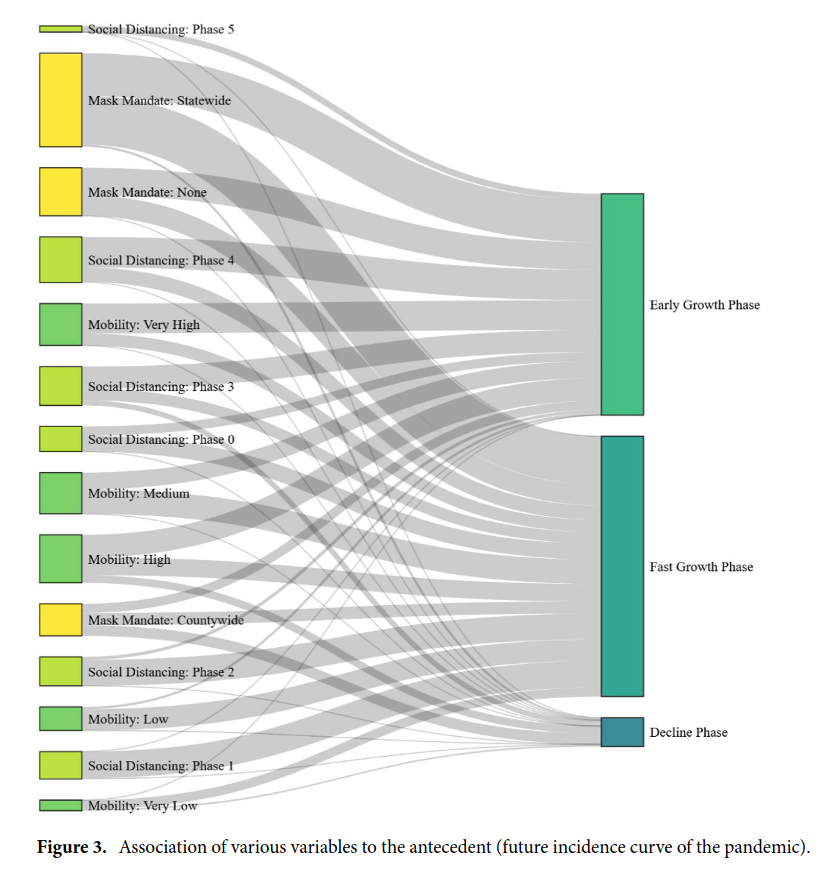 Social Distancing: Phase 5
Mask Mandate: Statewide
Mask Mandate: None
Social Distancing: Phase 4
Mobility: Very High
Social Distancing: Phase 3
Social Distancing: Phase 0
Mobility: Medium
Mobility: High
Mask Mandate: Countywide
Social Distancing: Phase 2
Mobility: Low
Social Distancing: Phase 1
Mobility: Very Low
Early Growth Phase
Fast Growth Phase
Decline Phase
Figure 3. Association of various variables to the antecedent (future incidence curve of the pandemic).